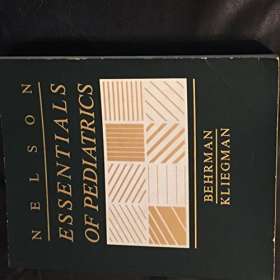 NELSON
ESSENTIALS
OF PEDIATRICS
BEHRMAN
KLIEGMAN